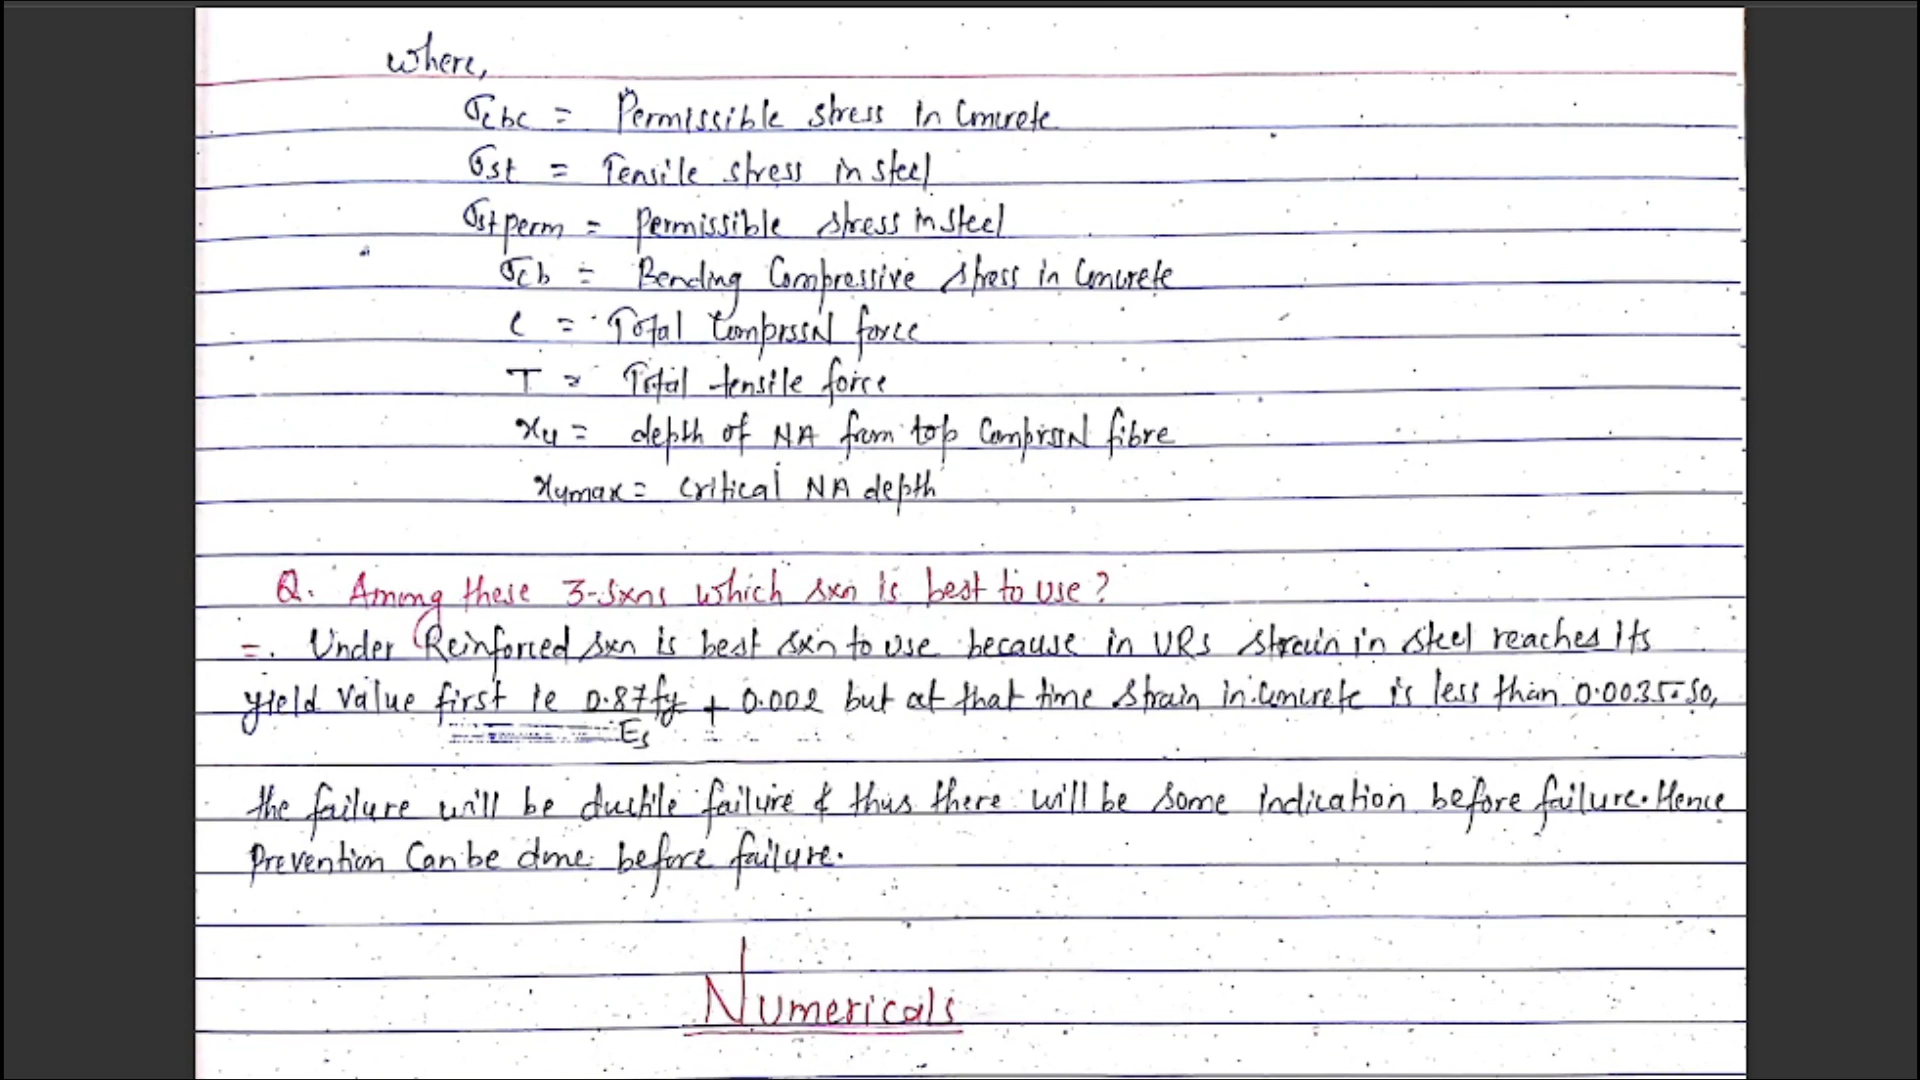 where,
σcbc = Permissible stress in Concrete
σst = Tensile stress in steel
σst perm = permissible stress in steel
σcb = Bending Compressive stress in Concrete
C = Total ComprssN force
T = Total tensile force
xu = depth of NA from top ComprssN fibre
xumax = critical NA depth
Q. Among these 3-sxns which sxn is best to use?
=. Under Reinforced sxn is best sxn to use because in URS strain in steel reaches its
yield value first ie 0.87fy/Es + 0.002 but at that time strain in concrete is less than 0.0035. So,
the failure will be ductile failure & thus there will be some indication before failure. Hence
Prevention Can be done before failure.
Numericals